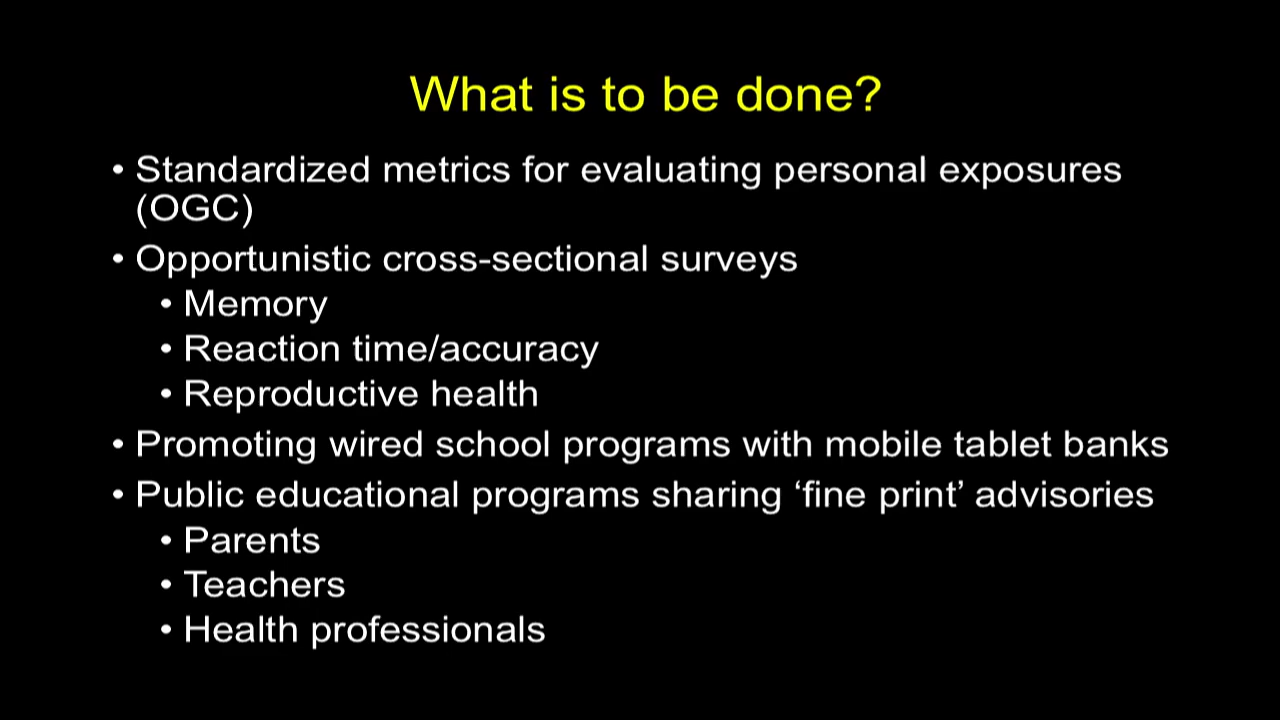 What is to be done?
• Standardized metrics for evaluating personal exposures
(OGC)
• Opportunistic cross-sectional surveys
• Memory
• Reaction time/accuracy
• Reproductive health
• Promoting wired school programs with mobile tablet banks
• Public educational programs sharing ‘fine print’ advisories
• Parents
• Teachers
• Health professionals